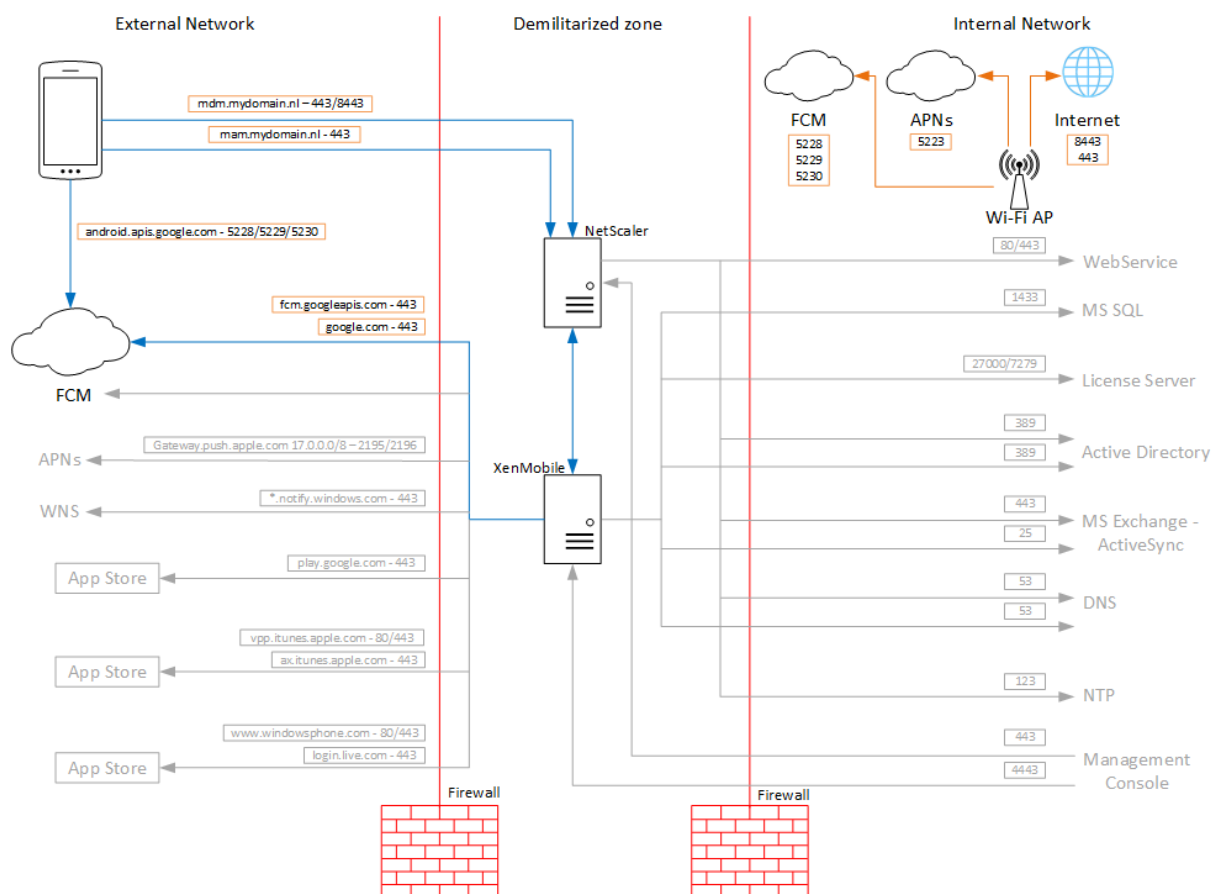 External Network
Demilitarized zone
Internal Network
mdm.mydomain.nl – 443/8443
mam.mydomain.nl - 443
FCM
5228
5229
5230
APNs
5223
Internet
8443
443
Wi-Fi AP
android.apis.google.com - 5228/5229/5230
NetScaler
80/443
WebService
fcm.googleapis.com - 443
google.com - 443
1433
MS SQL
FCM
27000/7279
License Server
Gateway.push.apple.com 17.0.0.0/8 – 2195/2196
APNs
389
389
Active Directory
XenMobile
*.notify.windows.com - 443
WNS
443
25
MS Exchange -
ActiveSync
play.google.com - 443
App Store
53
53
DNS
vpp.itunes.apple.com - 80/443
ax.itunes.apple.com - 443
App Store
123
NTP
www.windowsphone.com - 80/443
login.live.com - 443
App Store
443
4443
Management
Console
Firewall
Firewall